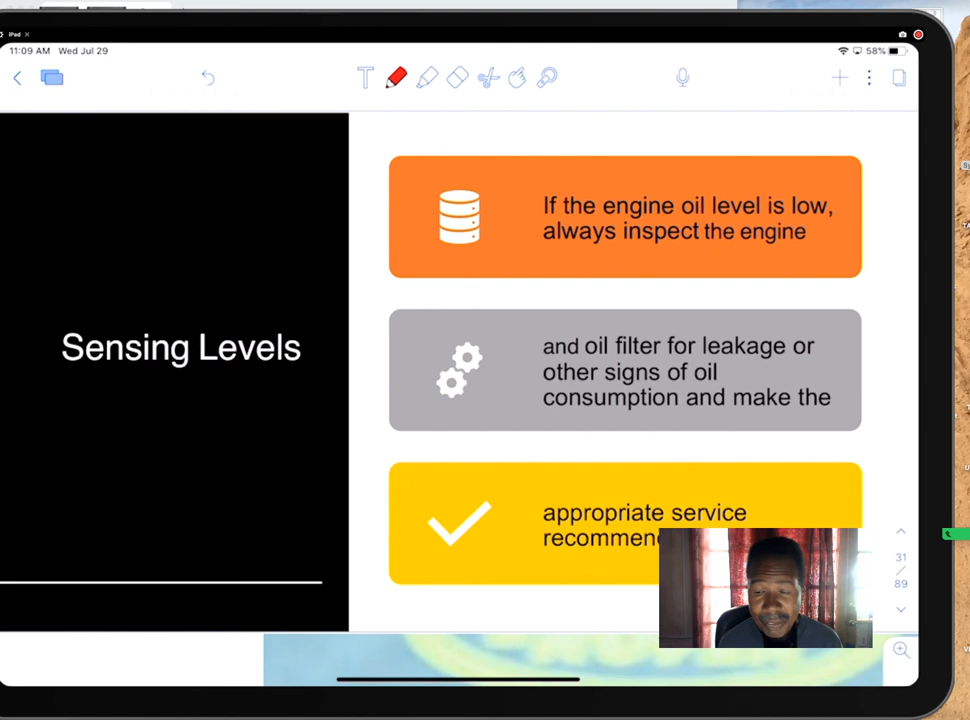 iPad
11:09 AM Wed Jul 29
58%
T
Sensing Levels
If the engine oil level is low,
always inspect the engine
and oil filter for leakage or
other signs of oil
consumption and make the
appropriate service
31
/
89